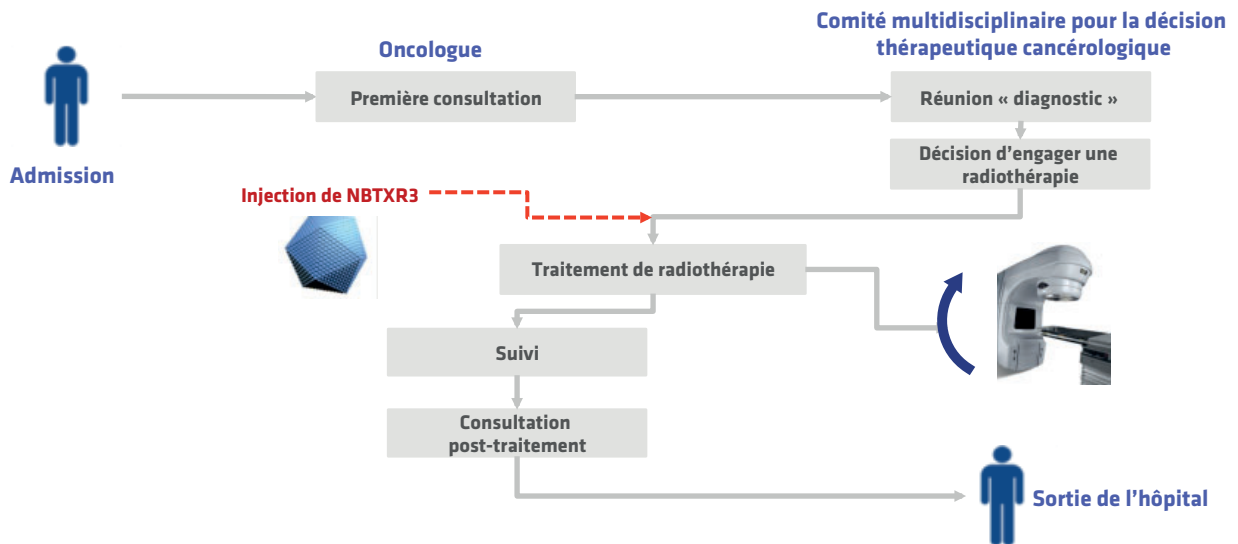 Comité multidisciplinaire pour la décision
thérapeutique cancérologique
Oncologue
Première consultation
Réunion « diagnostic »
Admission
Décision d’engager une
radiothérapie
Injection de NBTXR3
Traitement de radiothérapie
Suivi
Consultation
post-traitement
Sortie de l’hôpital